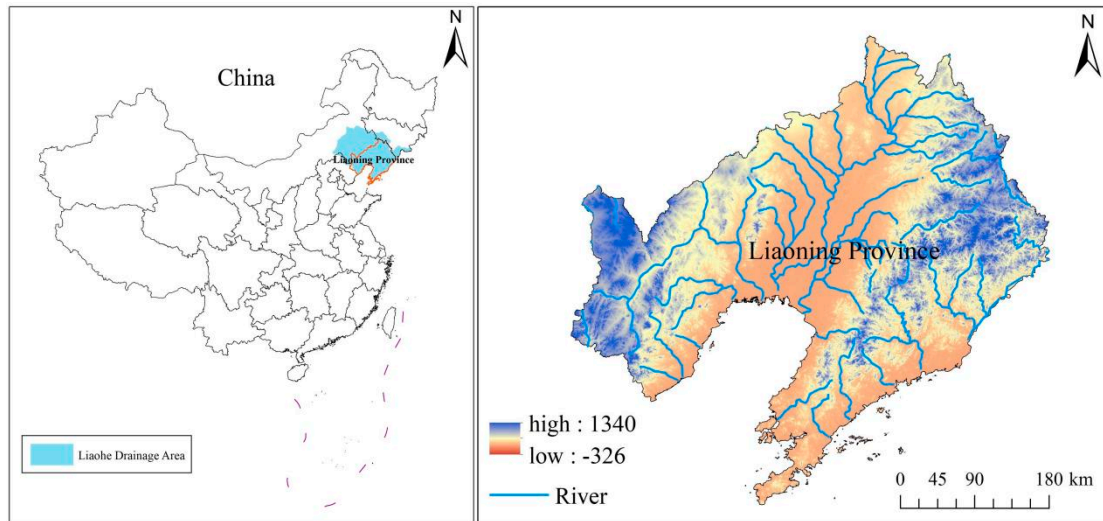 N
China
Liaoning Province
Liaohe Drainage Area
N
Liaoning Province
high : 1340
low : -326
River
0 45 90 180 km